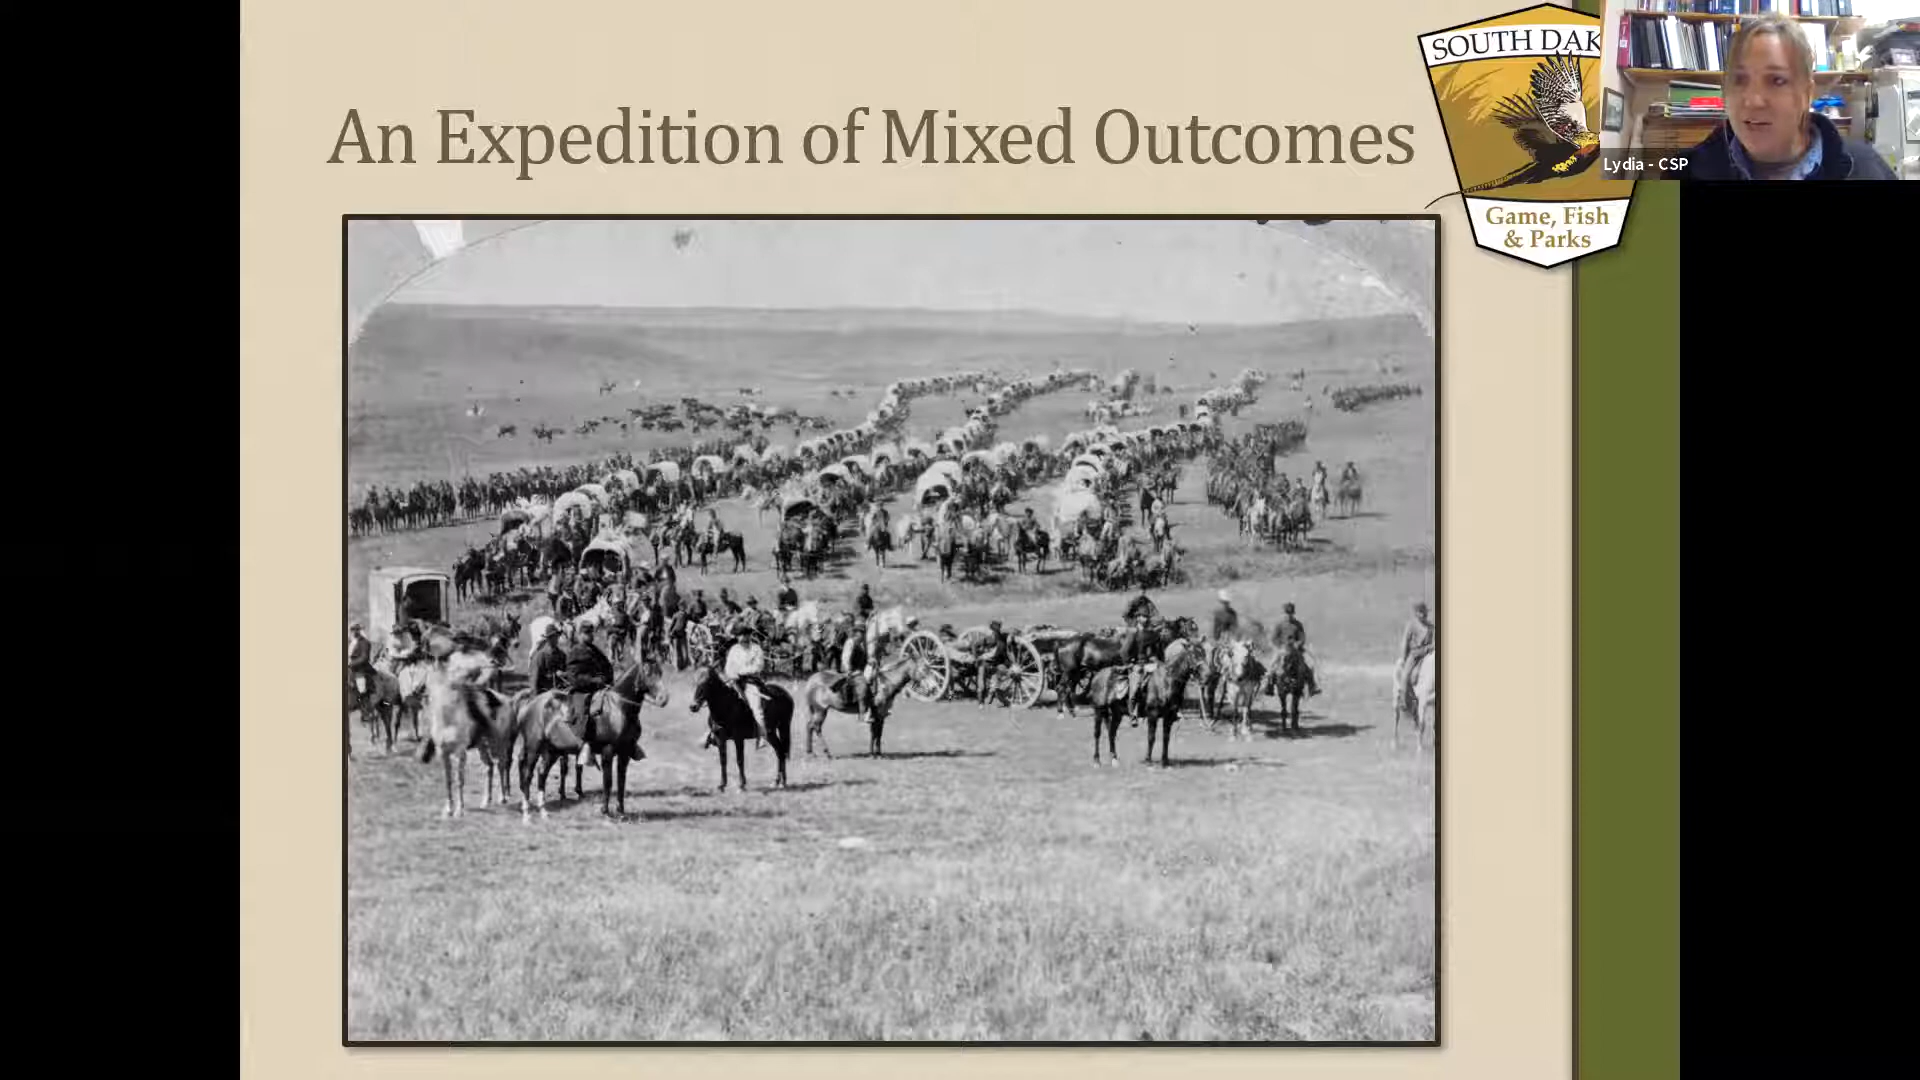 An Expedition of Mixed Outcomes
SOUTH DAK
Game, Fish
& Parks
Lydia - CSP